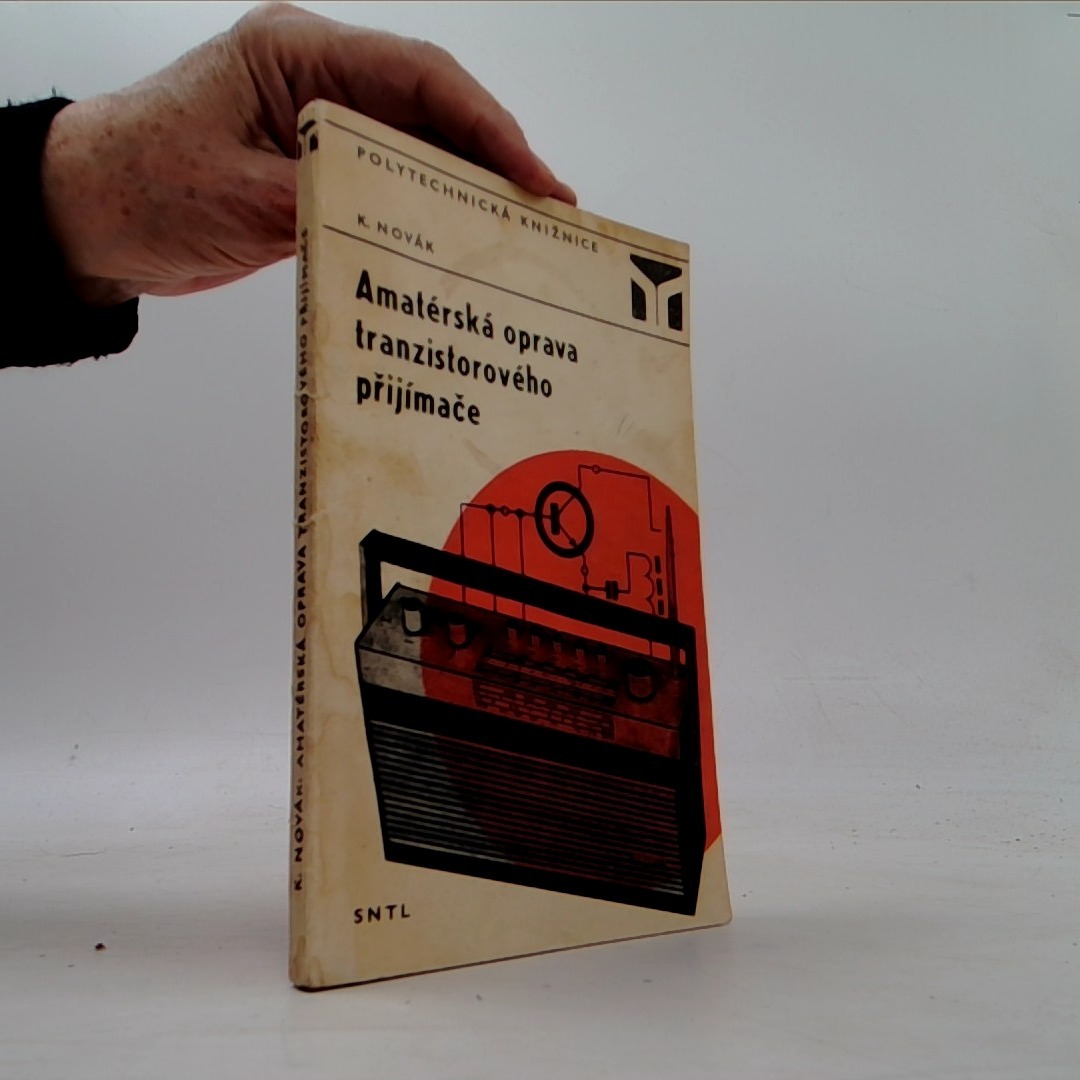 POLYTECHNICKÁ KNIŽNICE
K. NOVÁK
Amatérská oprava
tranzistorového
přijímače
SNTL
K. NOVÁK: AMATÉRSKÁ OPRAVA TRANZISTOROVÉHO PŘIJÍMAČE